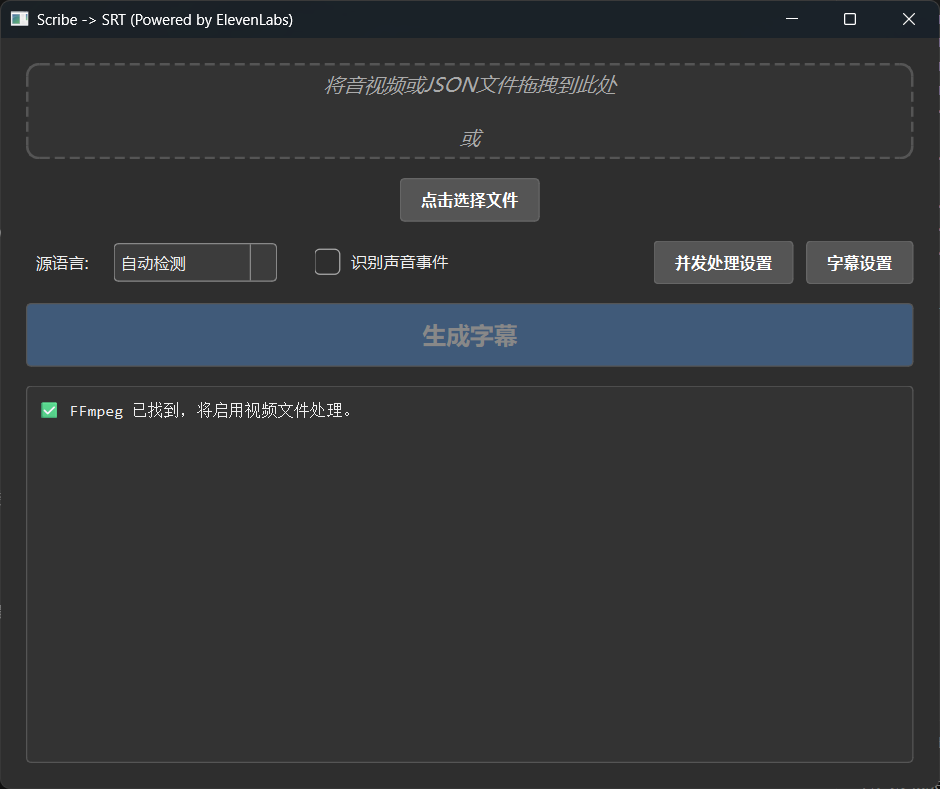 Scribe -> SRT (Powered by ElevenLabs)
将音视频或JSON文件拖拽到此处
或
点击选择文件
源语言: 自动检测 识别声音事件 并发处理设置 字幕设置
生成字幕
✅ FFmpeg 已找到，将启用视频文件处理。